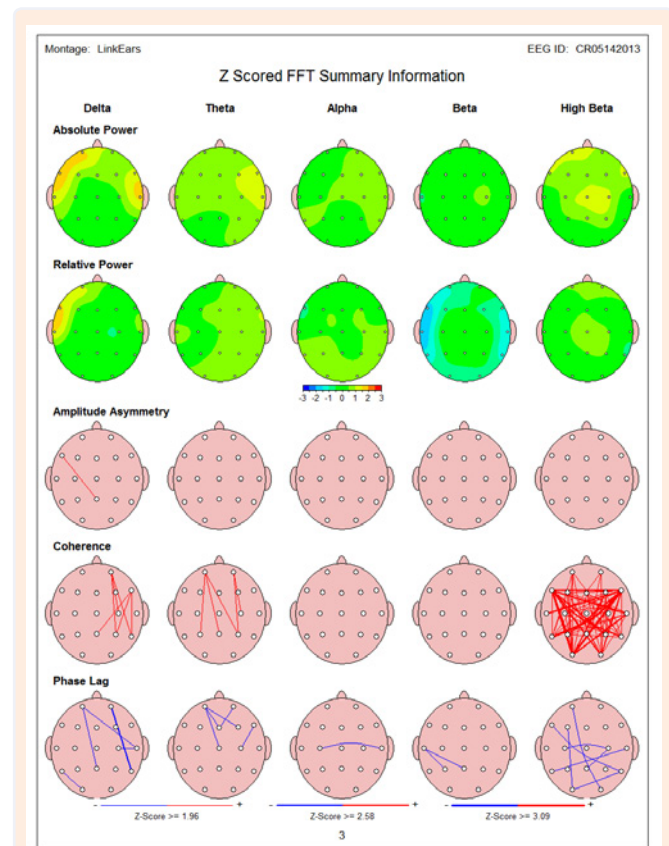 Montage: LinkEars EEG ID: CR05142013
Z Scored FFT Summary Information
Delta Theta Alpha Beta High Beta
Absolute Power
Relative Power
-3 -2 -1 0 1 2 3
Amplitude Asymmetry
Coherence
Phase Lag
- + - + - +
Z-Score >= 1.96 Z-Score >= 2.58 Z-Score >= 3.09
3